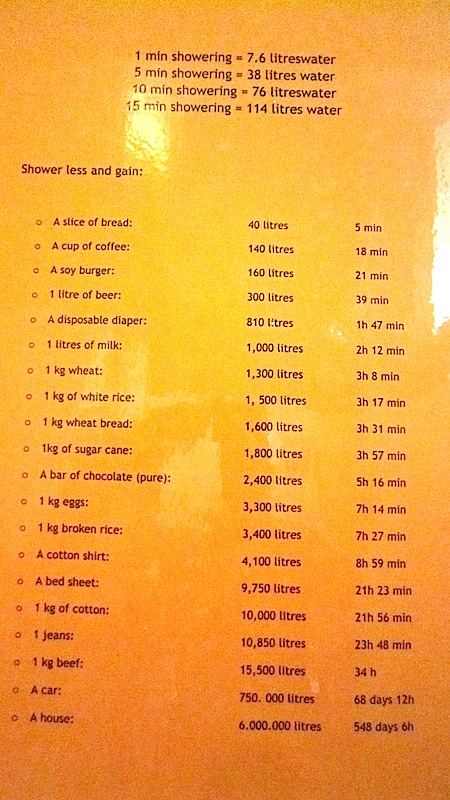 1 min showering = 7.6 litreswater
5 min showering = 38 litres water
10 min showering = 76 litreswater
15 min showering = 114 litres water
Shower less and gain:
o A slice of bread: 40 litres 5 min
o A cup of coffee: 140 litres 18 min
o A soy burger: 160 litres 21 min
o 1 litre of beer: 300 litres 39 min
o A disposable diaper: 810 litres 1h 47 min
o 1 litres of milk: 1,000 litres 2h 12 min
o 1 kg wheat: 1,300 litres 3h 8 min
o 1 kg of white rice: 1, 500 litres 3h 17 min
o 1 kg wheat bread: 1,600 litres 3h 31 min
o 1kg of sugar cane: 1,800 litres 3h 57 min
o A bar of chocolate (pure): 2,400 litres 5h 16 min
o 1 kg eggs: 3,300 litres 7h 14 min
o 1 kg broken rice: 3,400 litres 7h 27 min
o A cotton shirt: 4,100 litres 8h 59 min
o A bed sheet: 9,750 litres 21h 23 min
o 1 kg of cotton: 10,000 litres 21h 56 min
o 1 jeans: 10,850 litres 23h 48 min
o 1 kg beef: 15,500 litres 34 h
o A car: 750. 000 litres 68 days 12h
o A house: 6.000.000 litres 548 days 6h